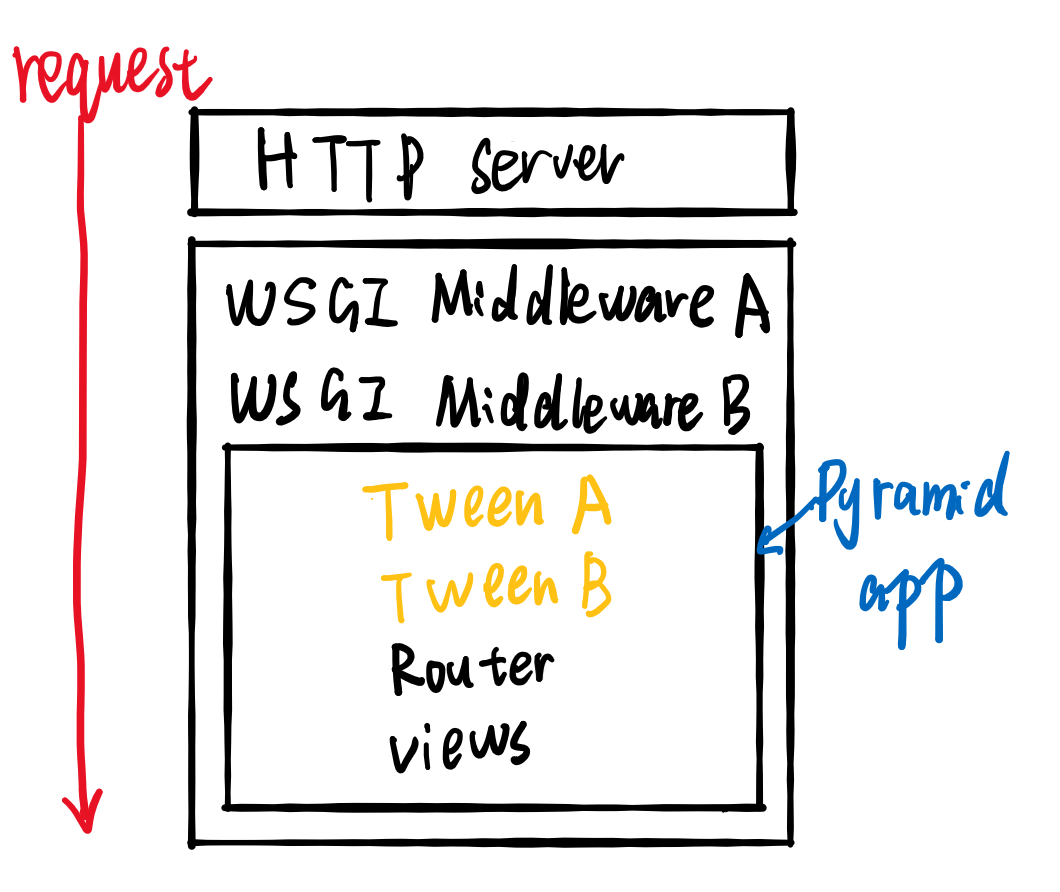 request
HTTP server
WSGI Middleware A
WSGI Middleware B
Tween A
Tween B
Router
views
Pyramid
app